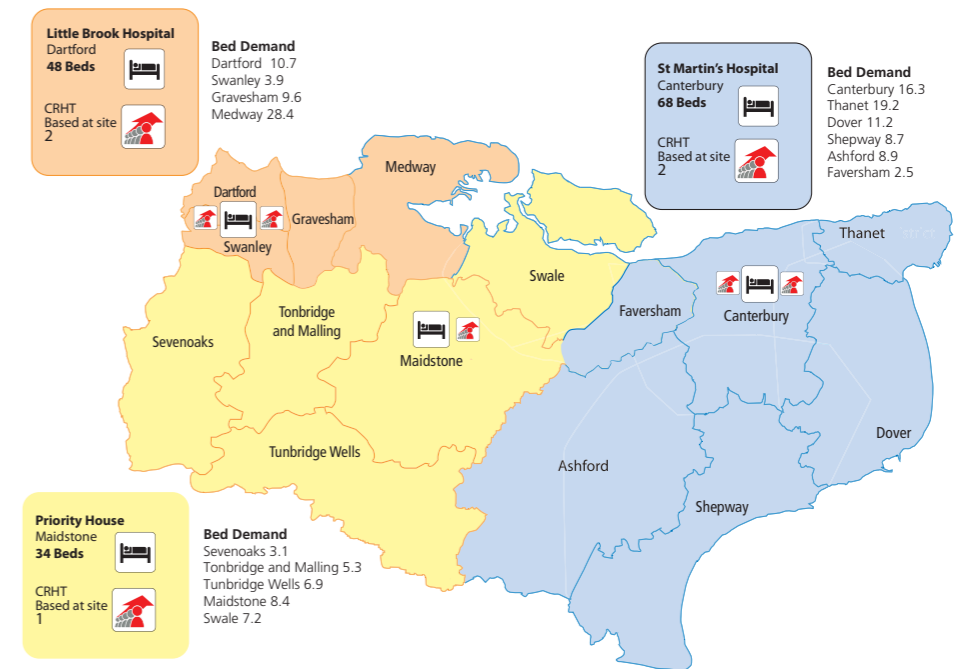 Little Brook Hospital
Dartford
48 Beds
CRHT
Based at site
2
Bed Demand
Dartford 10.7
Swanley 3.9
Gravesham 9.6
Medway 28.4
St Martin's Hospital
Canterbury
68 Beds
CRHT
Based at site
2
Bed Demand
Canterbury 16.3
Thanet 19.2
Dover 11.2
Shepway 8.7
Ashford 8.9
Faversham 2.5
Medway
Dartford
Gravesham
Swanley
Thanet
Swale
Faversham
Canterbury
Tonbridge
and Malling
Sevenoaks
Maidstone
Dover
Tunbridge Wells
Ashford
Shepway
Priority House
Maidstone
34 Beds
CRHT
Based at site
1
Bed Demand
Sevenoaks 3.1
Tonbridge and Malling 5.3
Tunbridge Wells 6.9
Maidstone 8.4
Swale 7.2